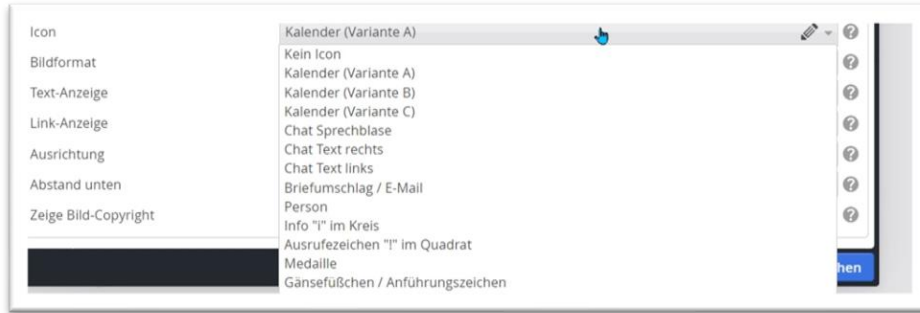 Icon Kalender (Variante A)
Bildformat Kein Icon
Kalender (Variante A)
Text-Anzeige Kalender (Variante B)
Kalender (Variante C)
Link-Anzeige Chat Sprechblase
Ausrichtung Chat Text rechts
Chat Text links
Abstand unten Briefumschlag / E-Mail
Person
Zeige Bild-Copyright Info "i" im Kreis
Ausrufezeichen "!" im Quadrat
Medaille
hen
Gänsefüßchen / Anführungszeichen